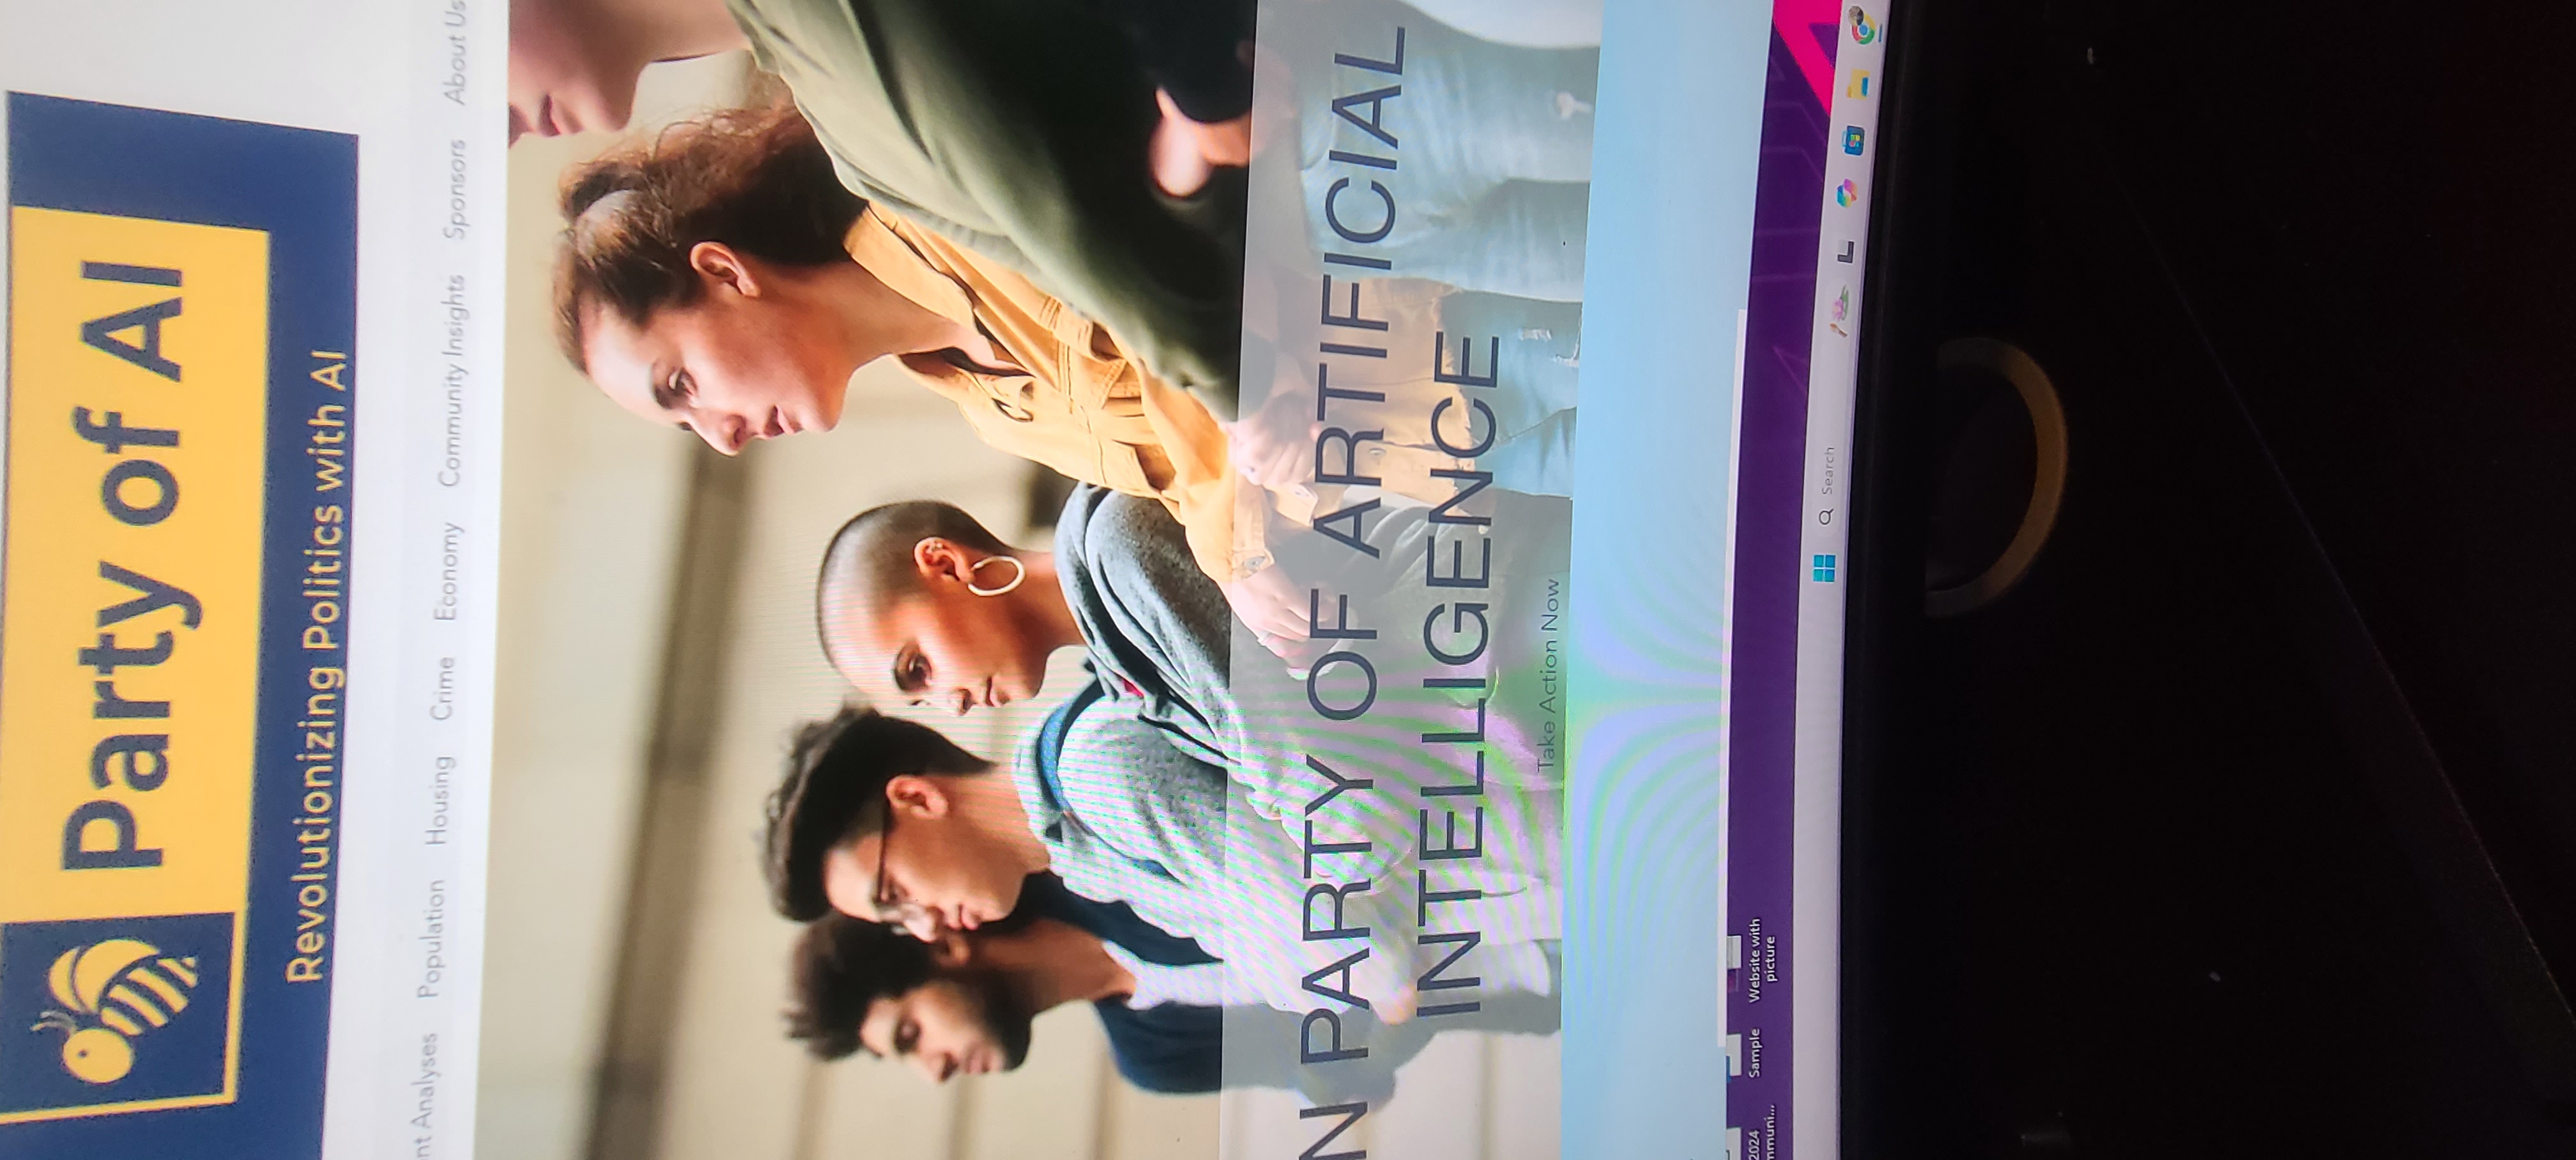 Party of AI
Revolutionizing Politics with AI
nt Analyses Population Housing Crime Economy Community Insights Sponsors About Us
N PARTY OF ARTIFICIAL
INTELLIGENCE
Take Action Now
2024 Sample Website with
mmuni... picture
Search